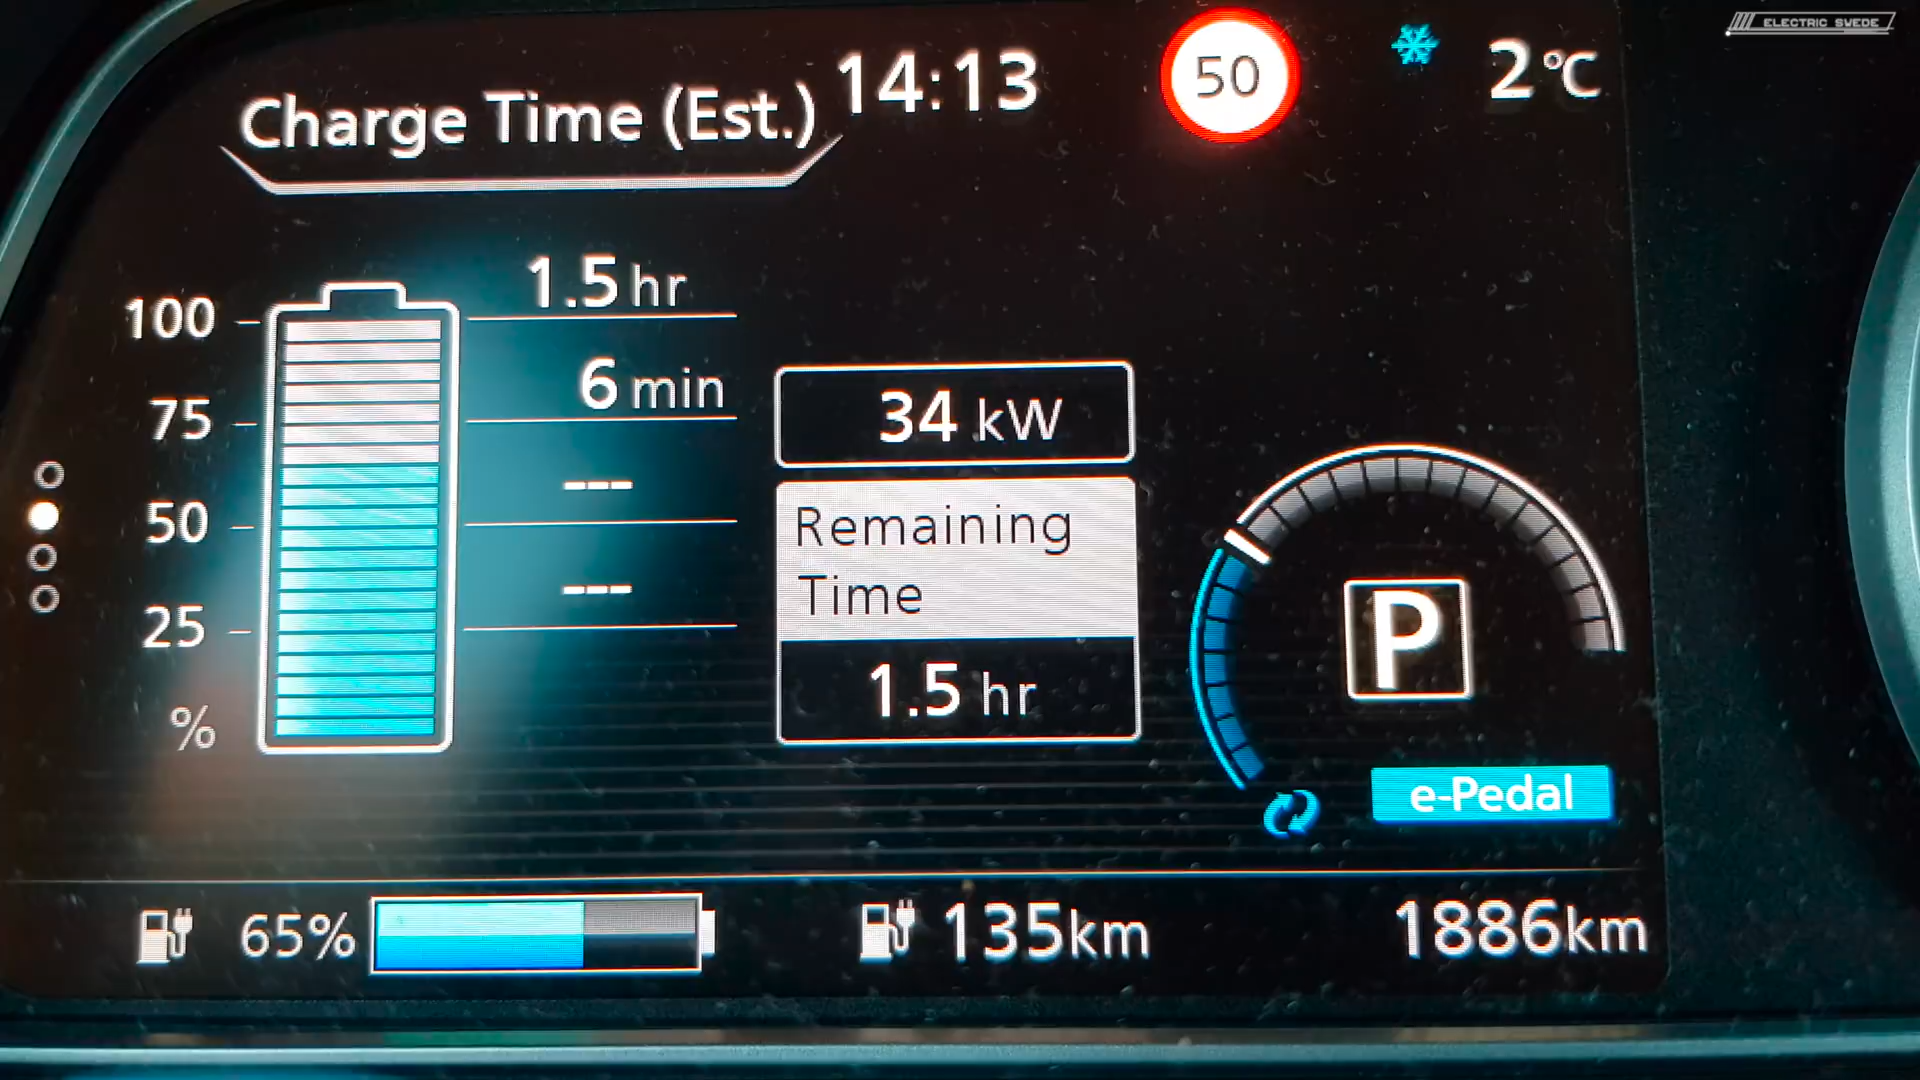 ELECTRIC SWEDE
Charge Time (Est.)
14:13
50
2°C
100
1.5 hr
75
6 min
50
---
25
---
%
34 kW
Remaining
Time
1.5 hr
P
e-Pedal
65%
135km
1886km